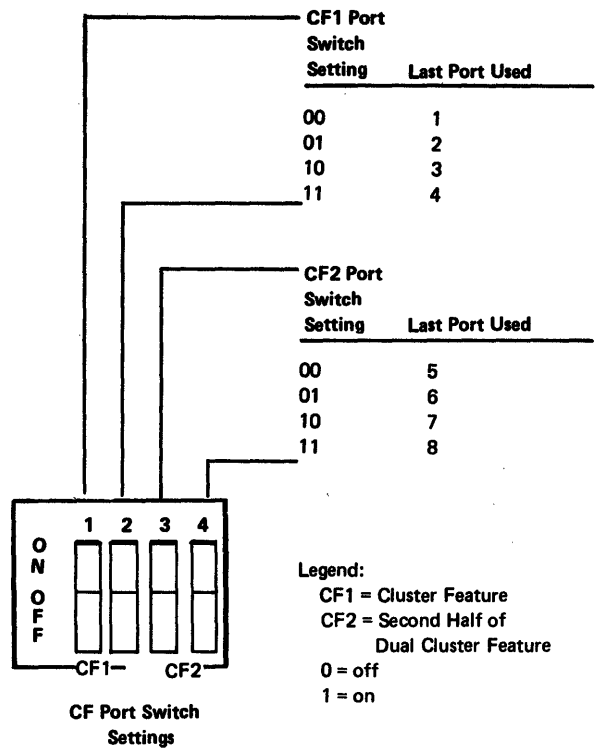 CF1 Port
Switch
Setting Last Port Used
00 1
01 2
10 3
11 4
CF2 Port
Switch
Setting Last Port Used
00 5
01 6
10 7
11 8
1 2 3 4
ON
OFF
CF1
CF2
CF Port Switch
Settings
Legend:
CF1 = Cluster Feature
CF2 = Second Half of
Dual Cluster Feature
0 = off
1 = on